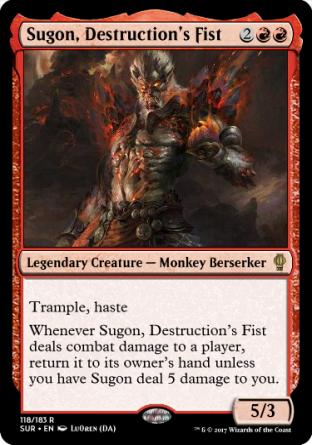 Sugon, Destruction's Fist 2
Legendary Creature — Monkey Berserker
Trample, haste
Whenever Sugon, Destruction's Fist
deals combat damage to a player,
return it to its owner's hand unless
you have Sugon deal 5 damage to you.
5/3
118/183 R
SUR • EN LuÖren (DA)
™ & © 2017 Wizards of the Coast